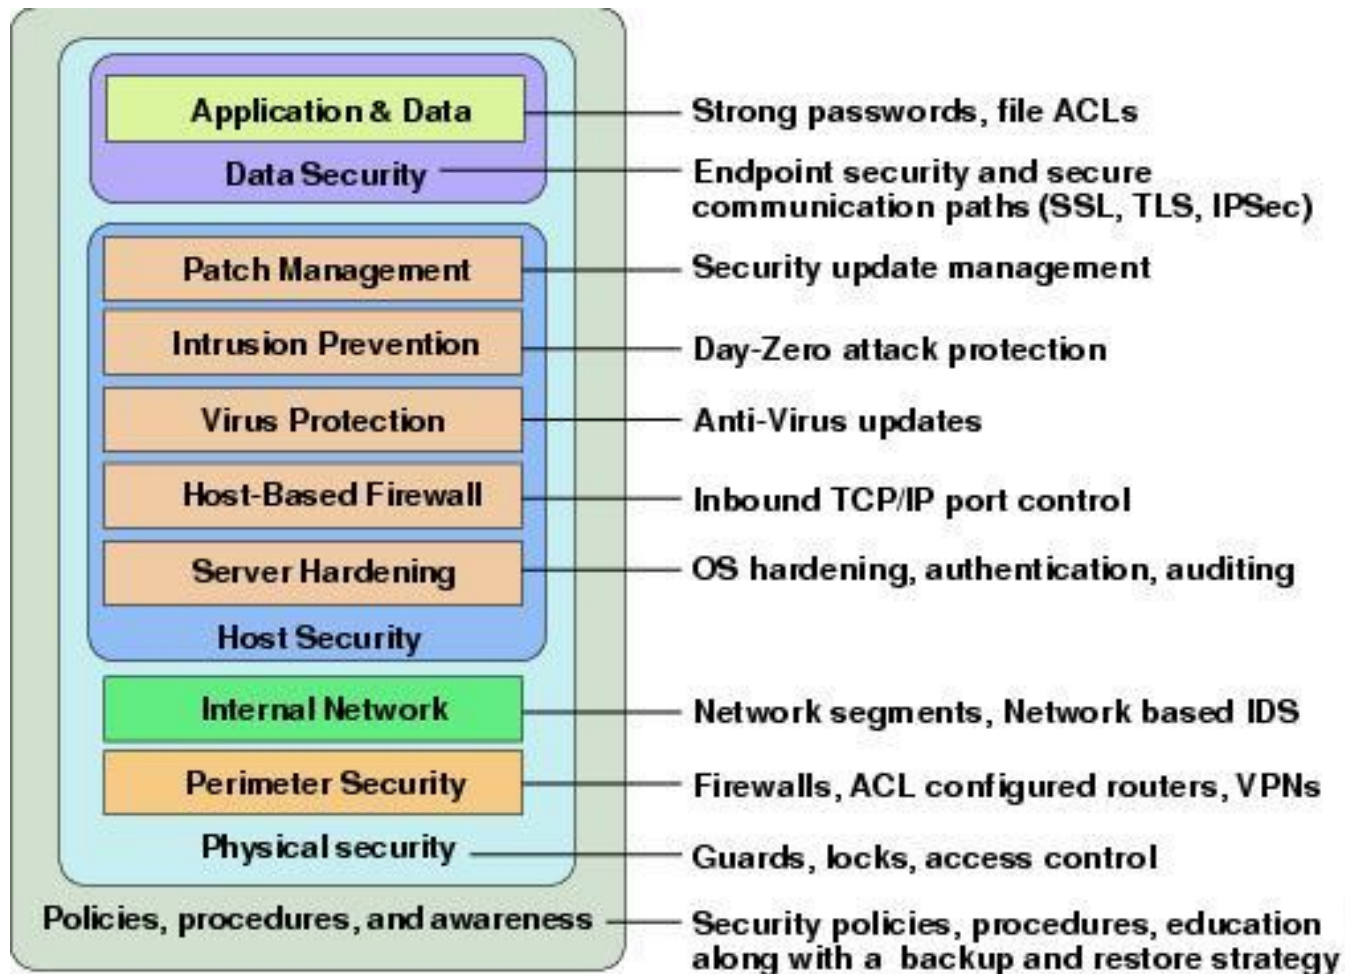 Application & Data
Strong passwords, file ACLs
Data Security
Endpoint security and secure
communication paths (SSL, TLS, IPSec)
Patch Management
Security update management
Intrusion Prevention
Day-Zero attack protection
Virus Protection
Anti-Virus updates
Host-Based Firewall
Inbound TCP/IP port control
Server Hardening
OS hardening, authentication, auditing
Host Security
Internal Network
Network segments, Network based IDS
Perimeter Security
Firewalls, ACL configured routers, VPNs
Physical security
Guards, locks, access control
Policies, procedures, and awareness
Security policies, procedures, education
along with a backup and restore strategy